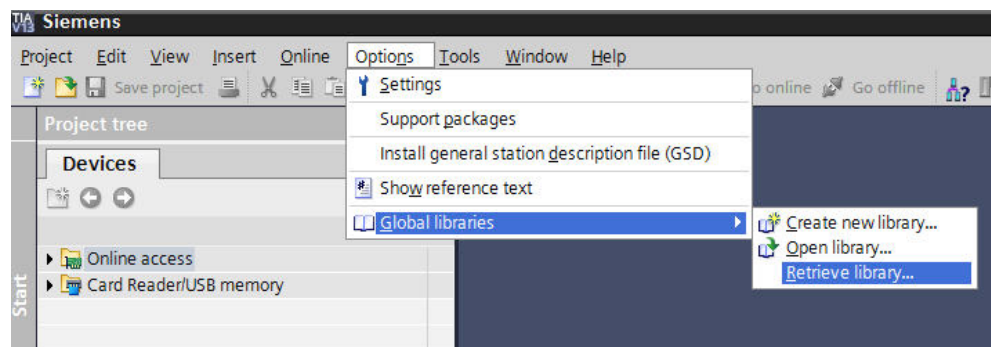 TIA V13 Siemens
Project Edit View Insert Online Options Tools Window Help
Save project
Settings
o online Go offline
Project tree
Support packages
Install general station description file (GSD)
Devices
Show reference text
Global libraries
Create new library...
Open library...
Online access
Retrieve library...
Card Reader/USB memory
Start